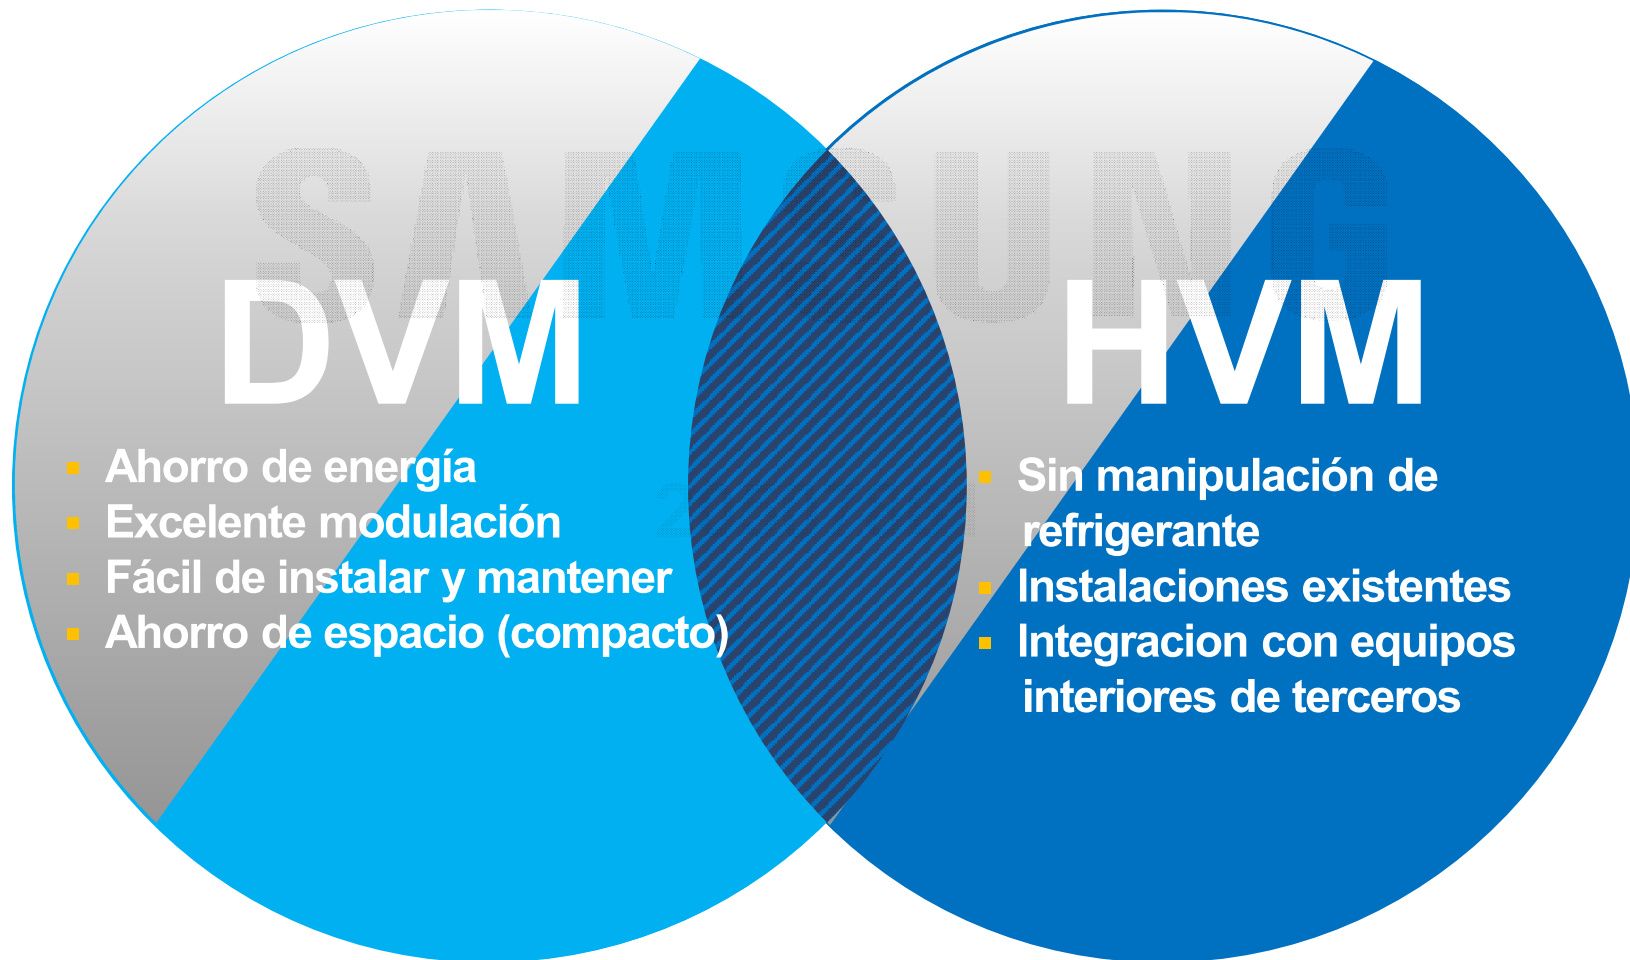 SAMSUNG
DVM
Ahorro de energía
Excelente modulación
Fácil de instalar y mantener
Ahorro de espacio (compacto)
HVM
Sin manipulación de
refrigerante
Instalaciones existentes
Integracion con equipos
interiores de terceros